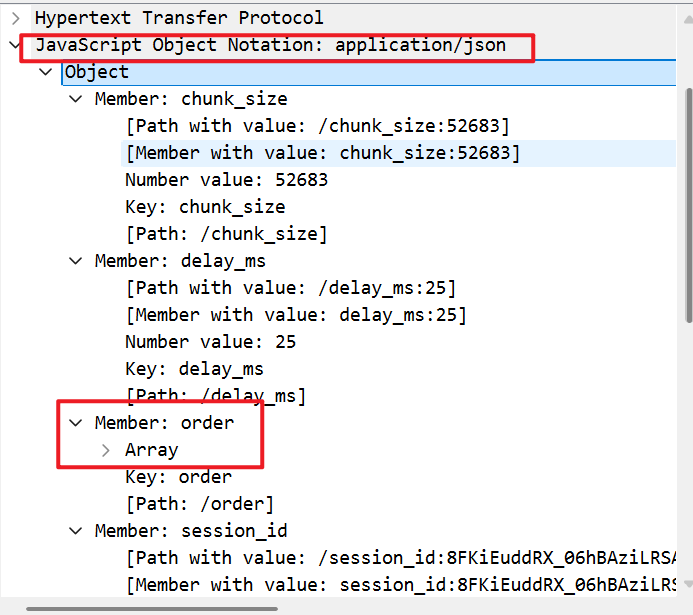 Hypertext Transfer Protocol
JavaScript Object Notation: application/json
Object
Member: chunk_size
[Path with value: /chunk_size:52683]
[Member with value: chunk_size:52683]
Number value: 52683
Key: chunk_size
[Path: /chunk_size]
Member: delay_ms
[Path with value: /delay_ms:25]
[Member with value: delay_ms:25]
Number value: 25
Key: delay_ms
[Path: /delay_ms]
Member: order
Array
Key: order
[Path: /order]
Member: session_id
[Path with value: /session_id:8FKiEuddRX_06hBAziLRSA
[Member with value: session_id:8FKiEuddRX_06hBAziLRS